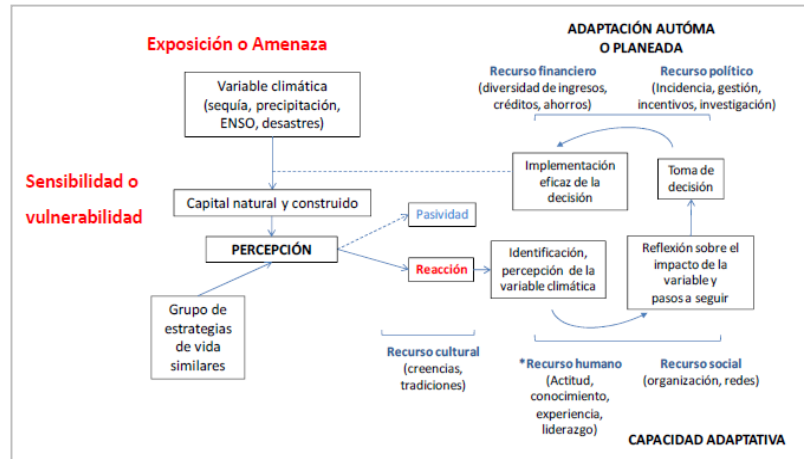 Exposición o Amenaza
ADAPTACIÓN AUTÓMA
O PLANEADA
Variable climática
(sequía, precipitación,
ENSO, desastres)
Recurso financiero
(diversidad de ingresos,
créditos, ahorros)
Recurso político
(Incidencia, gestión,
incentivos, investigación)
Sensibilidad o
vulnerabilidad
Capital natural y construido
Implementación
eficaz de la
decisión
Toma de
decisión
Pasividad
PERCEPCIÓN
Reacción
Identificación,
percepción de la
variable climática
Reflexión sobre el
impacto de la
variable y
pasos a seguir
Grupo de
estrategias
de vida
similares
Recurso cultural
(creencias,
tradiciones)
*Recurso humano
(Actitud,
conocimiento,
experiencia,
liderazgo)
Recurso social
(organización, redes)
CAPACIDAD ADAPTATIVA